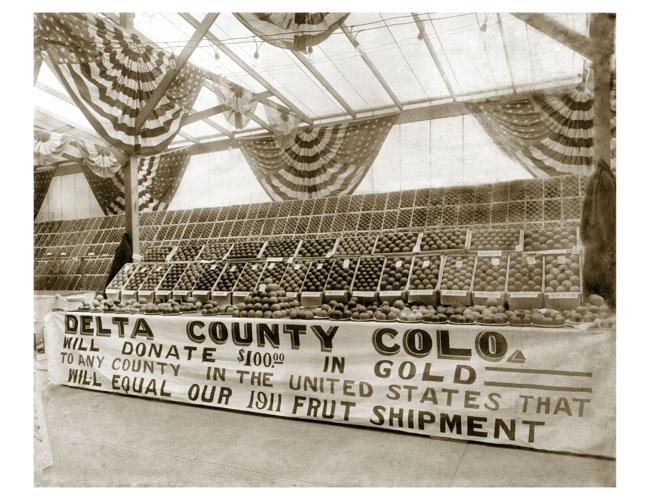 DELTA COUNTY COLO.
WILL DONATE $100.00 IN GOLD
TO ANY COUNTY IN THE UNITED STATES THAT
WILL EQUAL OUR 1911 FRUT SHIPMENT